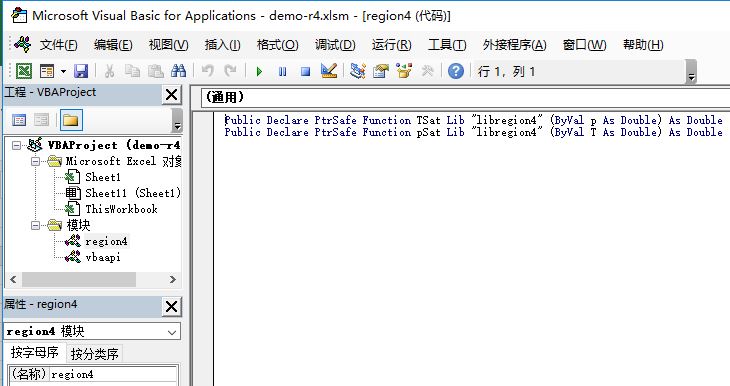 Microsoft Visual Basic for Applications - demo-r4.xlsm - [region4 (代码)]
文件(F) 编辑(E) 视图(V) 插入(I) 格式(O) 调试(D) 运行(R) 工具(T) 外接程序(A) 窗口(W) 帮助(H)
行 1, 列 1
工程 - VBAProject
VBAProject (demo-r4
Microsoft Excel 对象
Sheet1
Sheet11 (Sheet1)
ThisWorkbook
模块
region4
vbaapi
属性 - region4
region4 模块
按字母序 按分类序
(名称) region4
(通用)
Public Declare PtrSafe Function TSat Lib "libregion4" (ByVal p As Double) As Double
Public Declare PtrSafe Function pSat Lib "libregion4" (ByVal T As Double) As Double